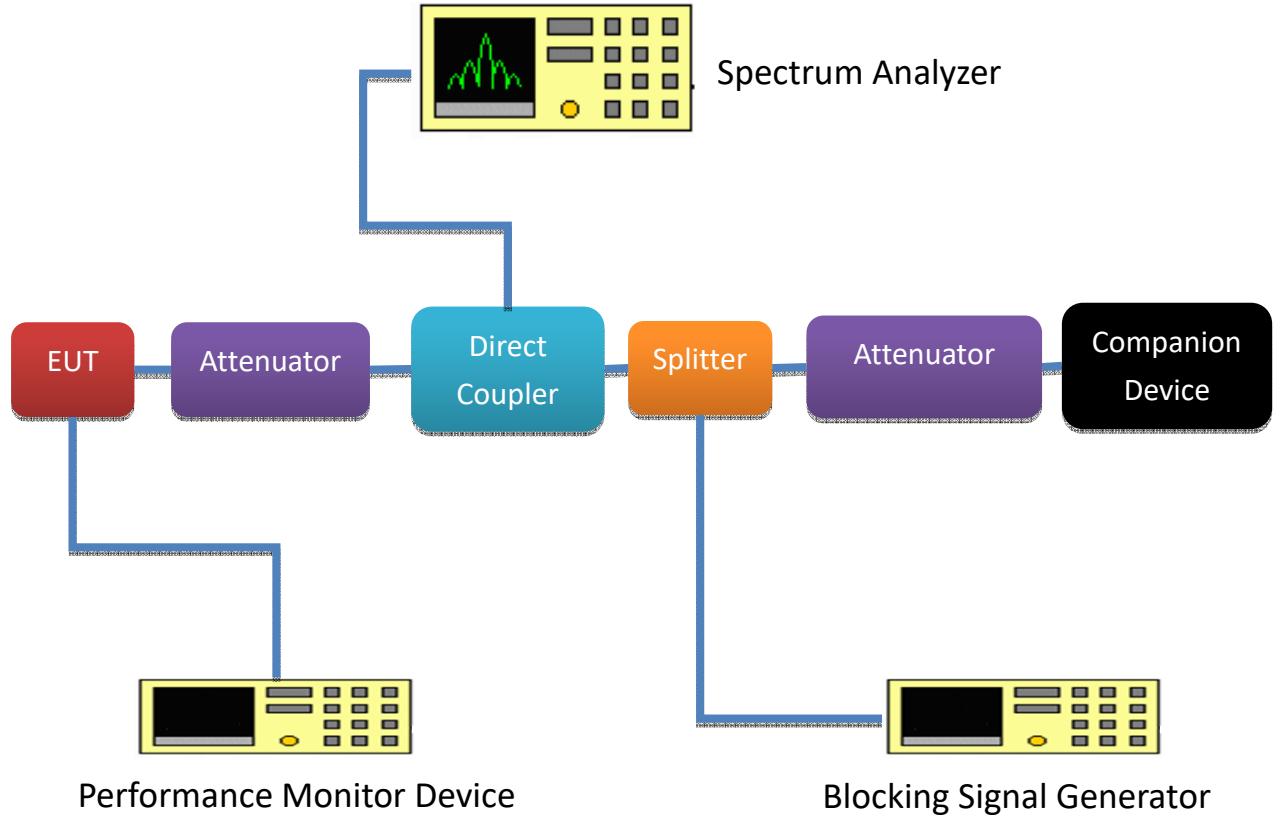 Spectrum Analyzer
EUT
Attenuator
Direct
Coupler
Splitter
Attenuator
Companion
Device
Performance Monitor Device
Blocking Signal Generator